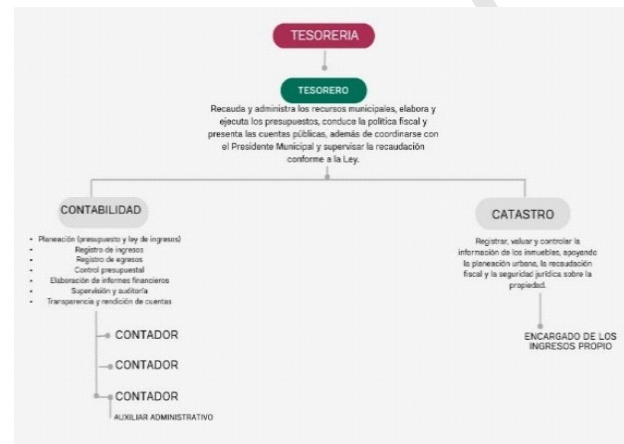 TESORERIA
TESORERO
Recauda y administra los recursos municipales, elabora y
ejecuta los presupuestos, conduce la política fiscal y
presenta las cuentas públicas, además de coordinarse con
el Presidente Municipal y supervisar la recaudación
conforme a la Ley.
CONTABILIDAD
• Planeación (presupuesto y ley de ingresos)
• Registro de ingresos
• Registro de egresos
• Control presupuestal
• Elaboración de informes financieros
• Supervisión y auditoría
• Transparencia y rendición de cuentas
CONTADOR
CONTADOR
CONTADOR
AUXILIAR ADMINISTRATIVO
CATASTRO
Registrar, valuar y controlar la
información de los inmuebles, apoyando
la planeación urbana, la recaudación
fiscal y la seguridad jurídica sobre la
propiedad.
ENCARGADO DE LOS
INGRESOS PROPIO